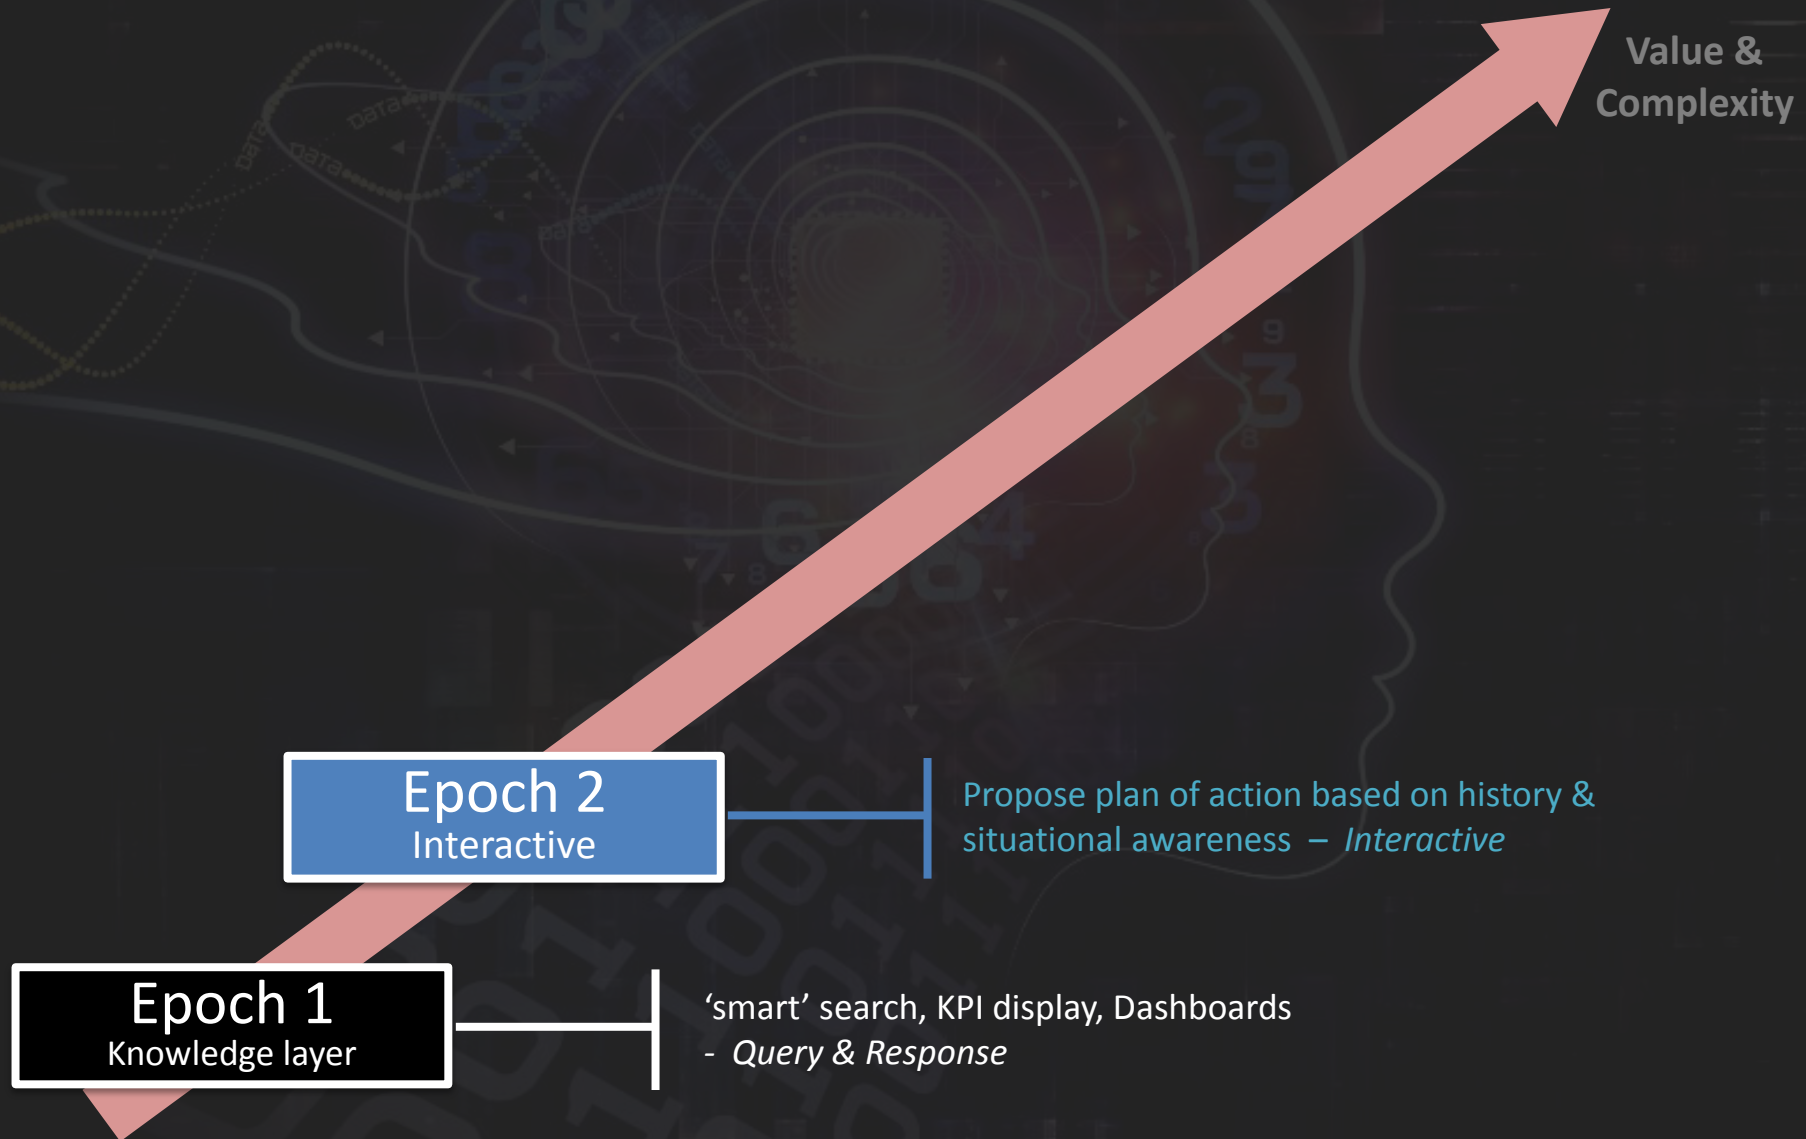 Value &
Complexity
Epoch 2
Interactive
Propose plan of action based on history &
situational awareness – Interactive
Epoch 1
Knowledge layer
‘smart’ search, KPI display, Dashboards
- Query & Response